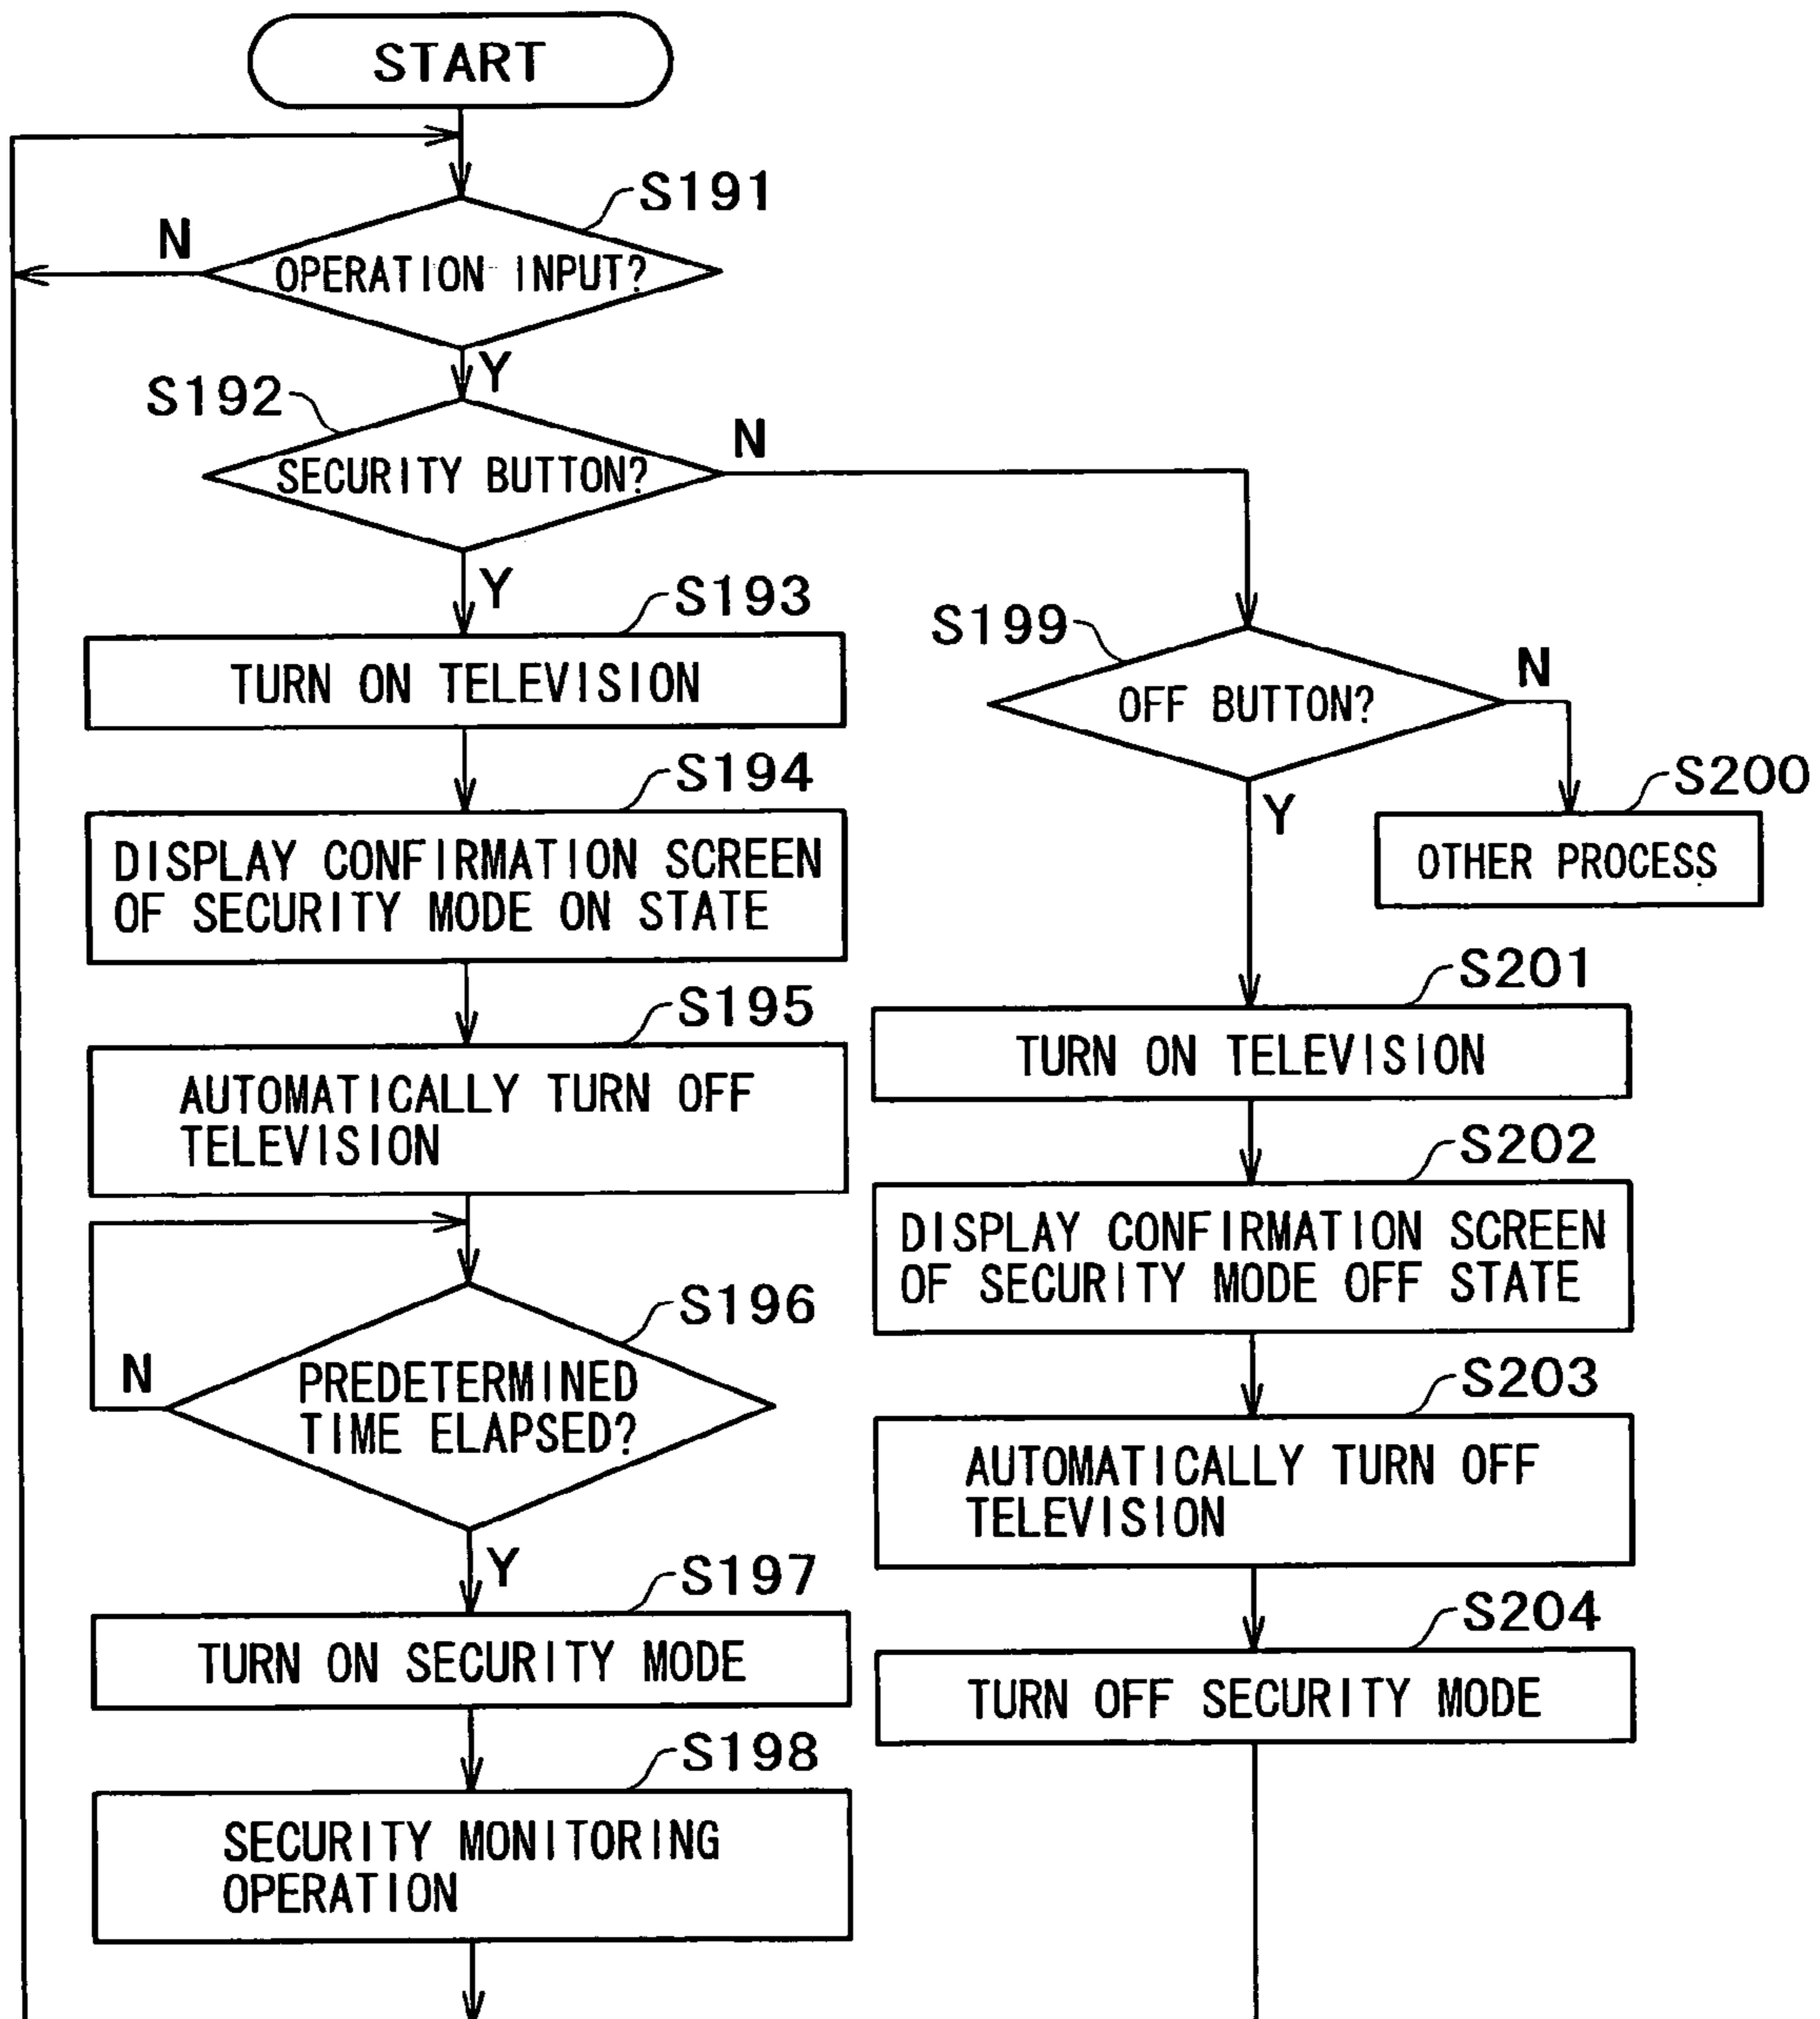 START
S191
N
OPERATION INPUT?
Y
S192
SECURITY BUTTON?
N
Y
S193
TURN ON TELEVISION
S194
DISPLAY CONFIRMATION SCREEN
OF SECURITY MODE ON STATE
S195
AUTOMATICALLY TURN OFF
TELEVISION
S196
PREDETERMINED
TIME ELAPSED?
N
Y
S197
TURN ON SECURITY MODE
S198
SECURITY MONITORING
OPERATION
S199
OFF BUTTON?
N
Y
S200
OTHER PROCESS
S201
TURN ON TELEVISION
S202
DISPLAY CONFIRMATION SCREEN
OF SECURITY MODE OFF STATE
S203
AUTOMATICALLY TURN OFF
TELEVISION
S204
TURN OFF SECURITY MODE